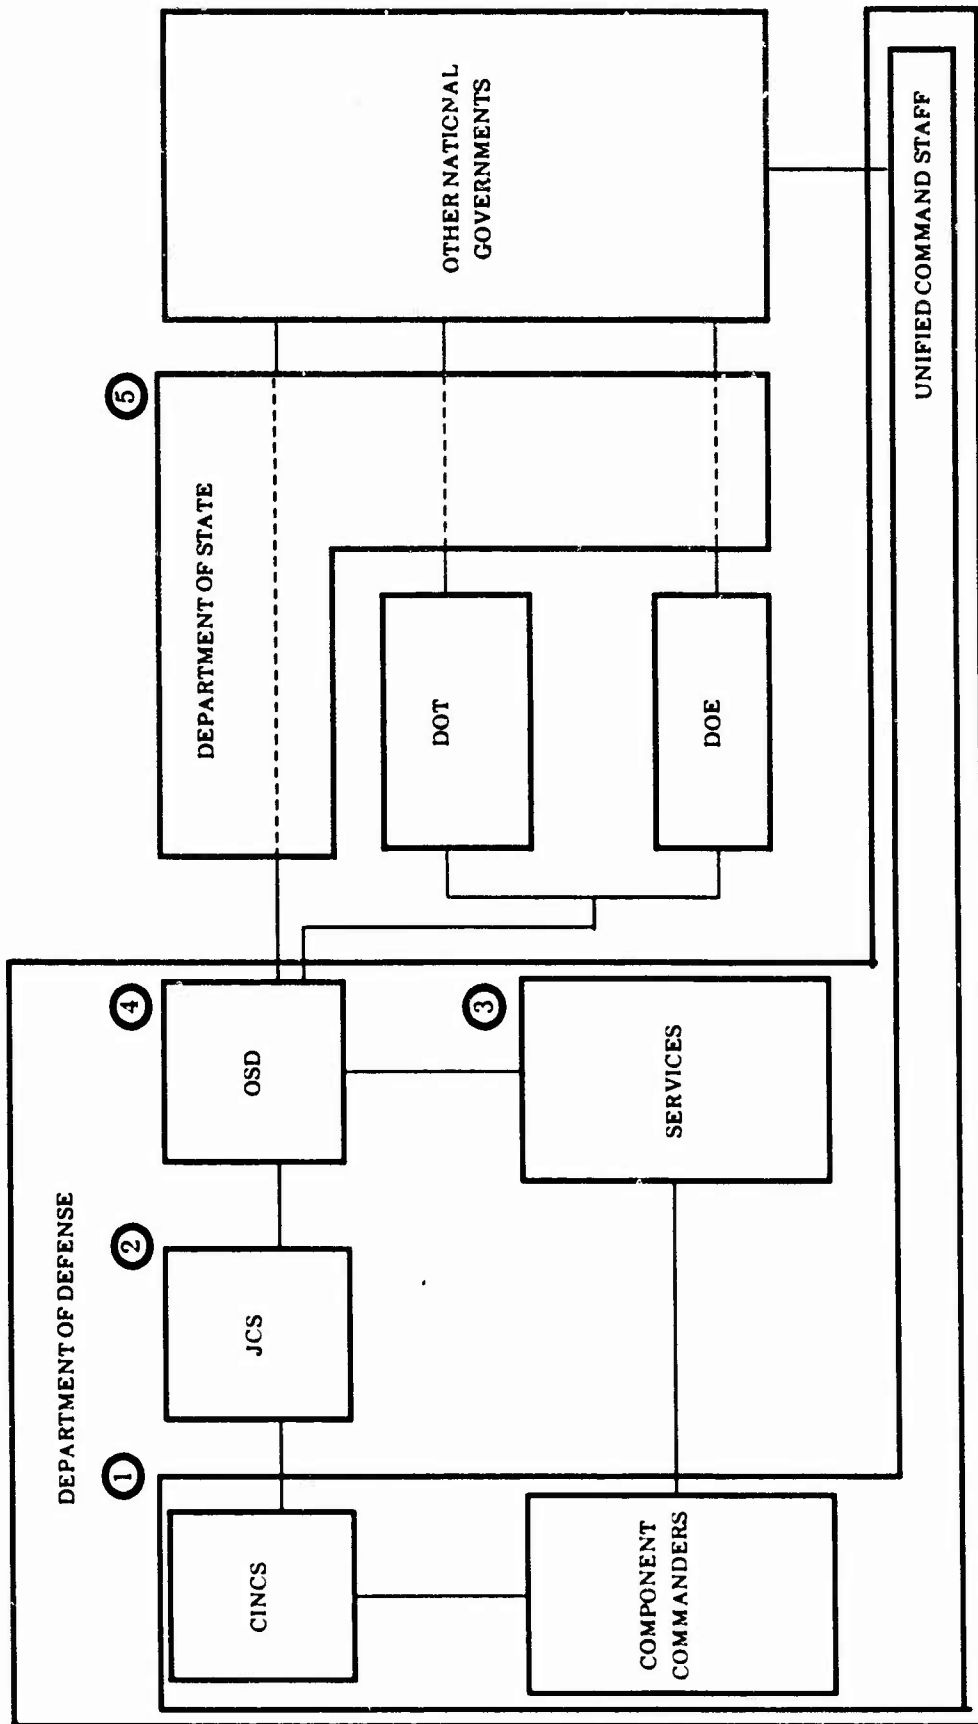 DEPARTMENT OF DEFENSE
1
CINCS
COMPONENT
COMMANDERS
2
JCS
4
OSD
3
SERVICES
DEPARTMENT OF STATE
5
DOT
DOE
OTHER NATIONAL
GOVERNMENTS
UNIFIED COMMAND STAFF